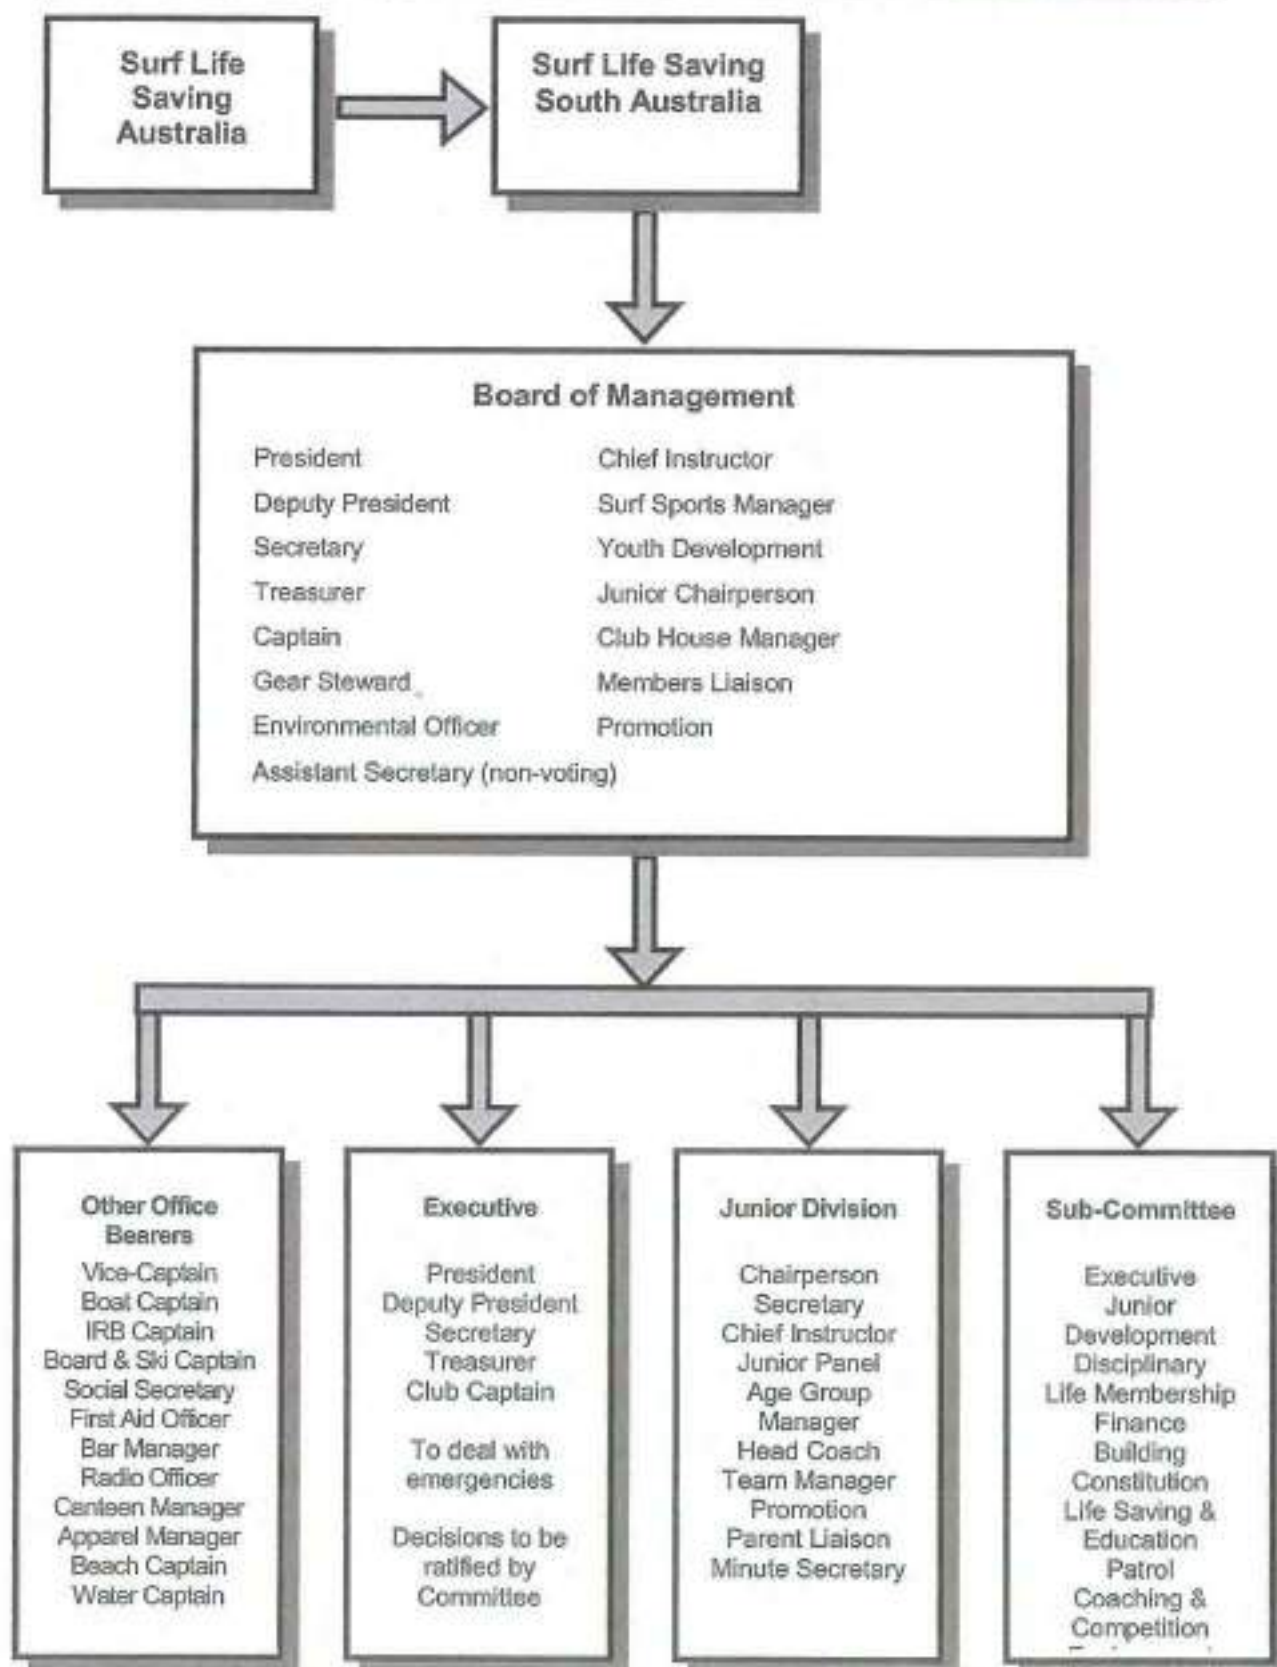 Surf Life
Saving
Australia
Surf Life Saving
South Australia
Board of Management
President
Chief Instructor
Deputy President
Surf Sports Manager
Secretary
Youth Development
Treasurer
Junior Chairperson
Captain
Club House Manager
Gear Steward
Members Liaison
Environmental Officer
Promotion
Assistant Secretary (non-voting)
Other Office
Bearers
Vice-Captain
Boat Captain
IRB Captain
Board & Ski Captain
Social Secretary
First Aid Officer
Bar Manager
Radio Officer
Canteen Manager
Apparel Manager
Beach Captain
Water Captain
Executive
President
Deputy President
Secretary
Treasurer
Club Captain
To deal with
emergencies
Decisions to be
ratified by
Committee
Junior Division
Chairperson
Secretary
Chief Instructor
Junior Panel
Age Group
Manager
Head Coach
Team Manager
Promotion
Parent Liaison
Minute Secretary
Sub-Committee
Executive
Junior
Development
Disciplinary
Life Membership
Finance
Building
Constitution
Life Saving &
Education
Patrol
Coaching &
Competition